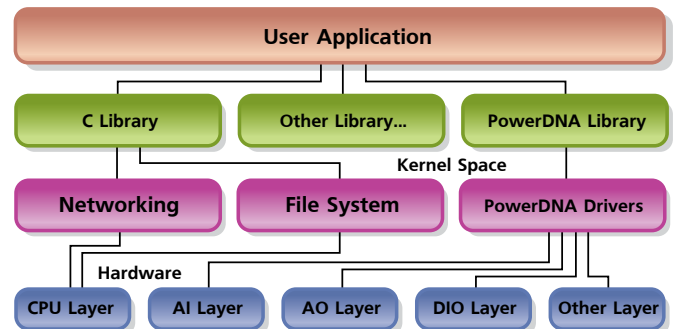 User Application
C Library
Other Library...
PowerDNA Library
Kernel Space
Networking
File System
PowerDNA Drivers
Hardware
CPU Layer
AI Layer
AO Layer
DIO Layer
Other Layer